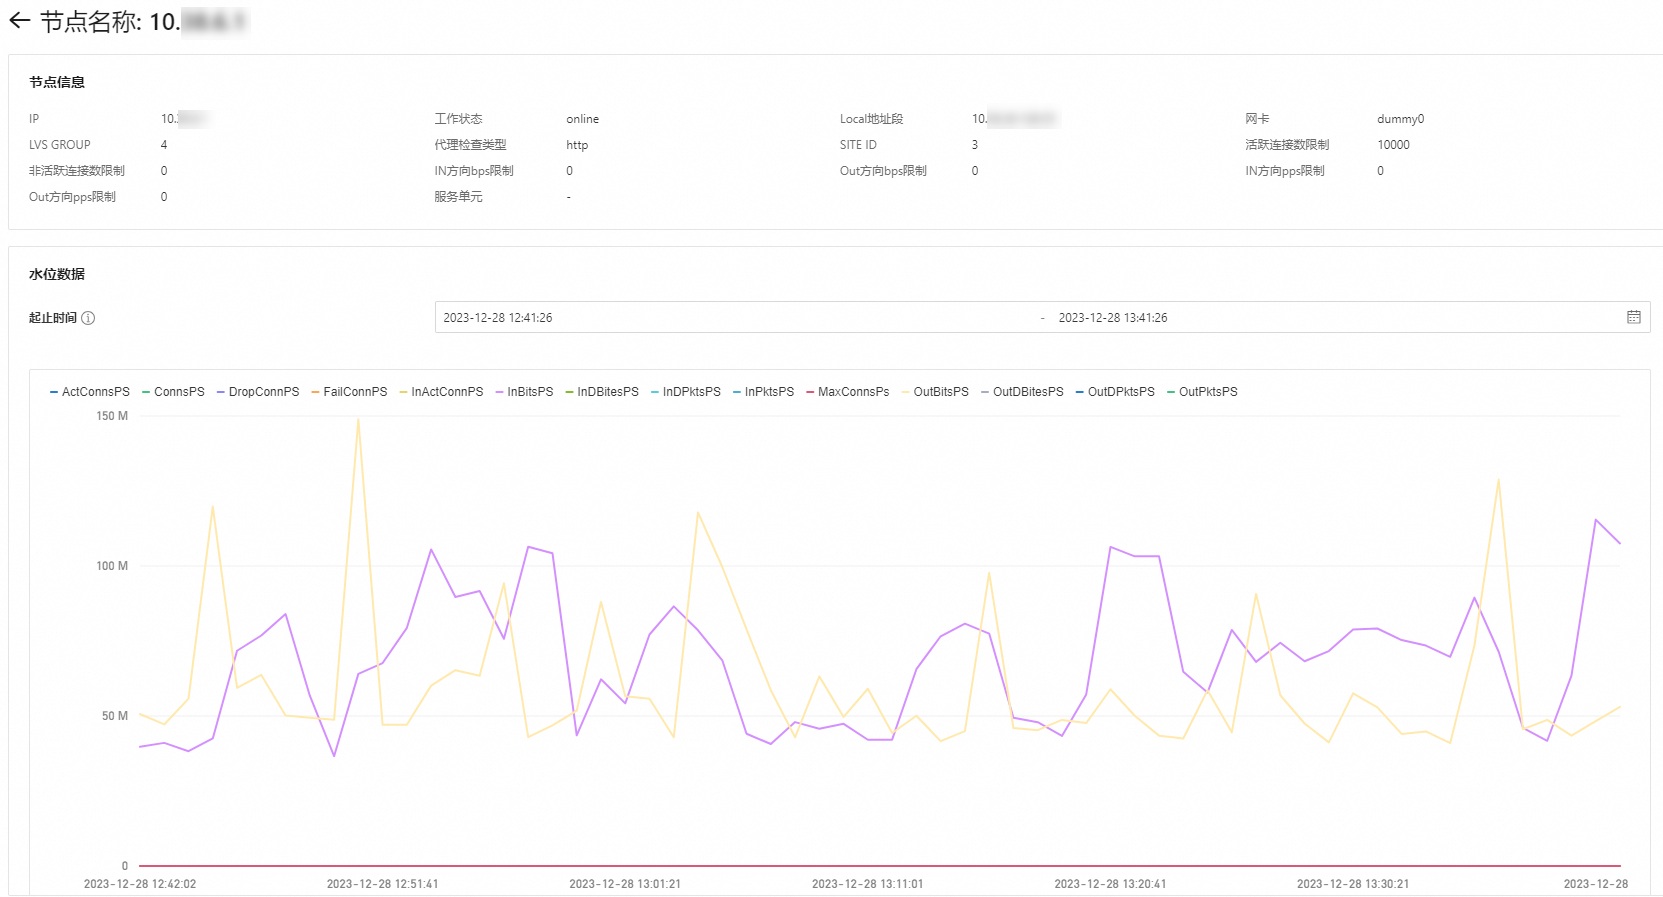 节点名称: 10.
节点信息
IP 10. 工作状态 online Local地址段 10. 网卡 dummy0
LVS GROUP 4 代理检查类型 http SITE ID 3 活跃连接数限制 10000
非活跃连接数限制 0 IN方向bps限制 0 Out方向bps限制 0 IN方向pps限制 0
Out方向pps限制 0 服务单元 -
水位数据
起止时间 2023-12-28 12:41:26 - 2023-12-28 13:41:26
ActConnsPS ConnsPS DropConnPS FailConnPS InActConnPS InBitsPS InDBitesPS InDPktsPS InPktsPS MaxConnsPs OutBitsPS OutDBitesPS OutDPktsPS OutPktsPS
150 M
100 M
50 M
0
2023-12-28 12:42:02 2023-12-28 12:51:41 2023-12-28 13:01:21 2023-12-28 13:11:01 2023-12-28 13:20:41 2023-12-28 13:30:21 2023-12-28